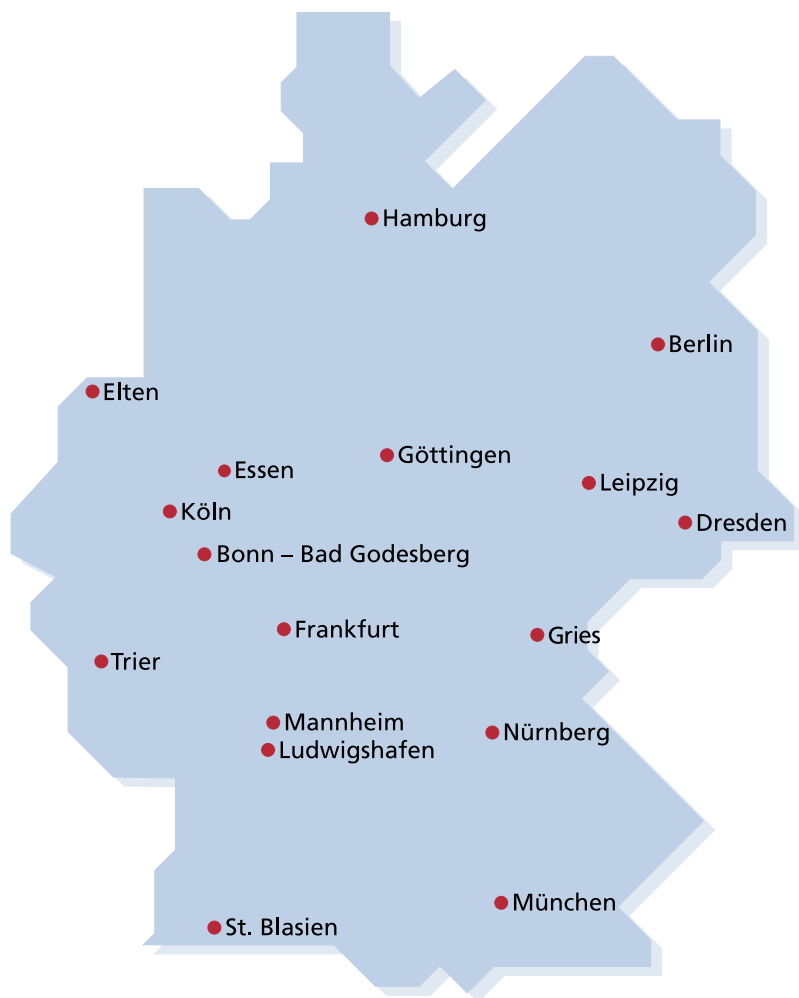 Hamburg
Berlin
Elten
Göttingen
Essen
Leipzig
Köln
Dresden
Bonn – Bad Godesberg
Frankfurt
Gries
Trier
Mannheim
Nürnberg
Ludwigshafen
München
St. Blasien